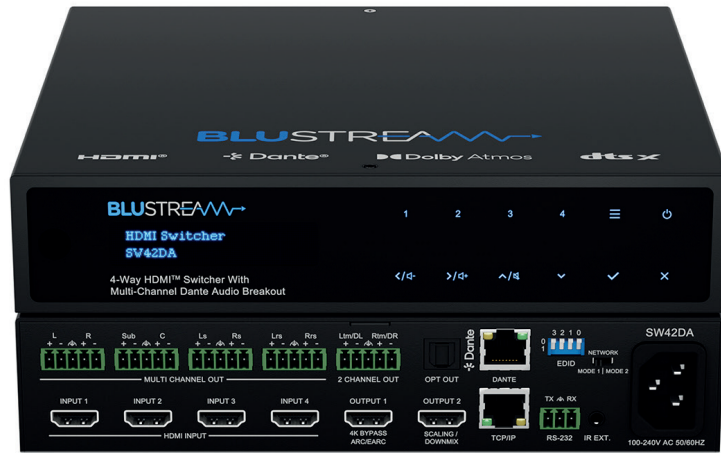 BLUSTREAM
HDMI® Dante® Dolby Atmos dts X
BLUSTREAM
HDMI Switcher
SW42DA
4-Way HDMI™ Switcher With
Multi-Channel Dante Audio Breakout
1 2 3 4
L R Sub C Ls Rs Lrs Rrs Ltm/DL Rtm/DR
+ - + - + - + - + - + - + - + - + - + -
MULTI CHANNEL OUT 2 CHANNEL OUT OPT OUT
Dante
DANTE
3 2 1 0
0
1
EDID
NETWORK
MODE 1 | MODE 2
SW42DA
INPUT 1 INPUT 2 INPUT 3 INPUT 4 OUTPUT 1 OUTPUT 2
HDMI INPUT
4K BYPASS
ARC/EARC
SCALING /
DOWNMIX
TCP/IP
TX RX
RS-232
IR EXT.
100-240V AC 50/60HZ